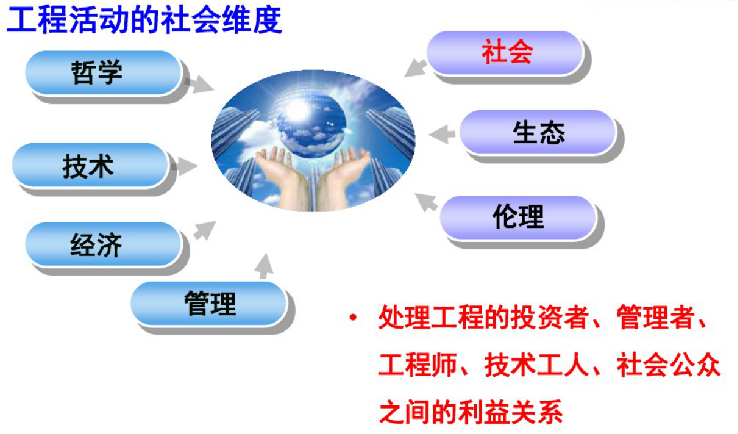 工程活动的社会维度
哲学
技术
经济
管理
社会
生态
伦理
• 处理工程的投资者、管理者、
工程师、技术工人、社会公众
之间的利益关系